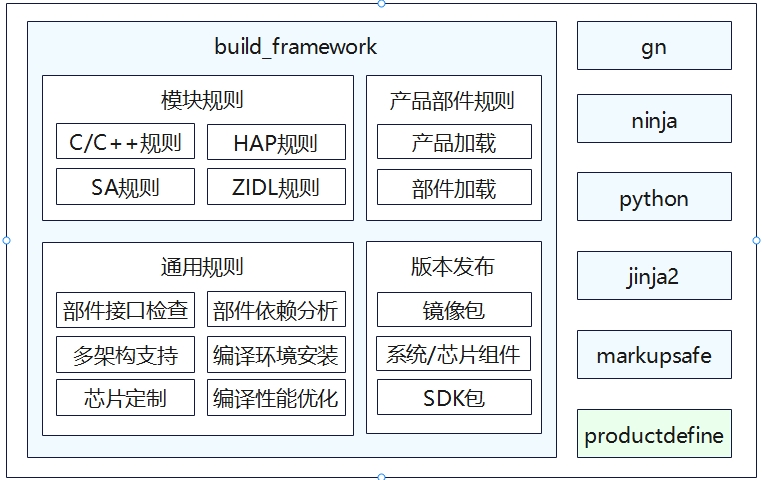 build_framework
模块规则
C/C++规则
HAP规则
SA规则
ZIDL规则
产品部件规则
产品加载
部件加载
通用规则
部件接口检查
部件依赖分析
多架构支持
编译环境安装
芯片定制
编译性能优化
版本发布
镜像包
系统/芯片组件
SDK包
gn
ninja
python
jinja2
markupsafe
productdefine